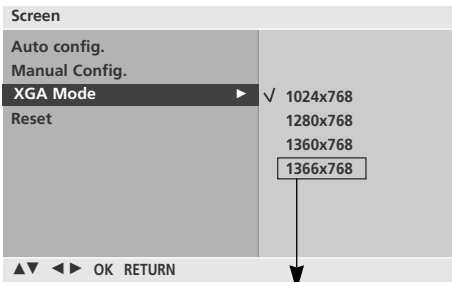 Screen
Auto config.
Manual Config.
XGA Mode ►
Reset
√ 1024x768
1280x768
1360x768
1366x768
▲▼ ◄► OK RETURN